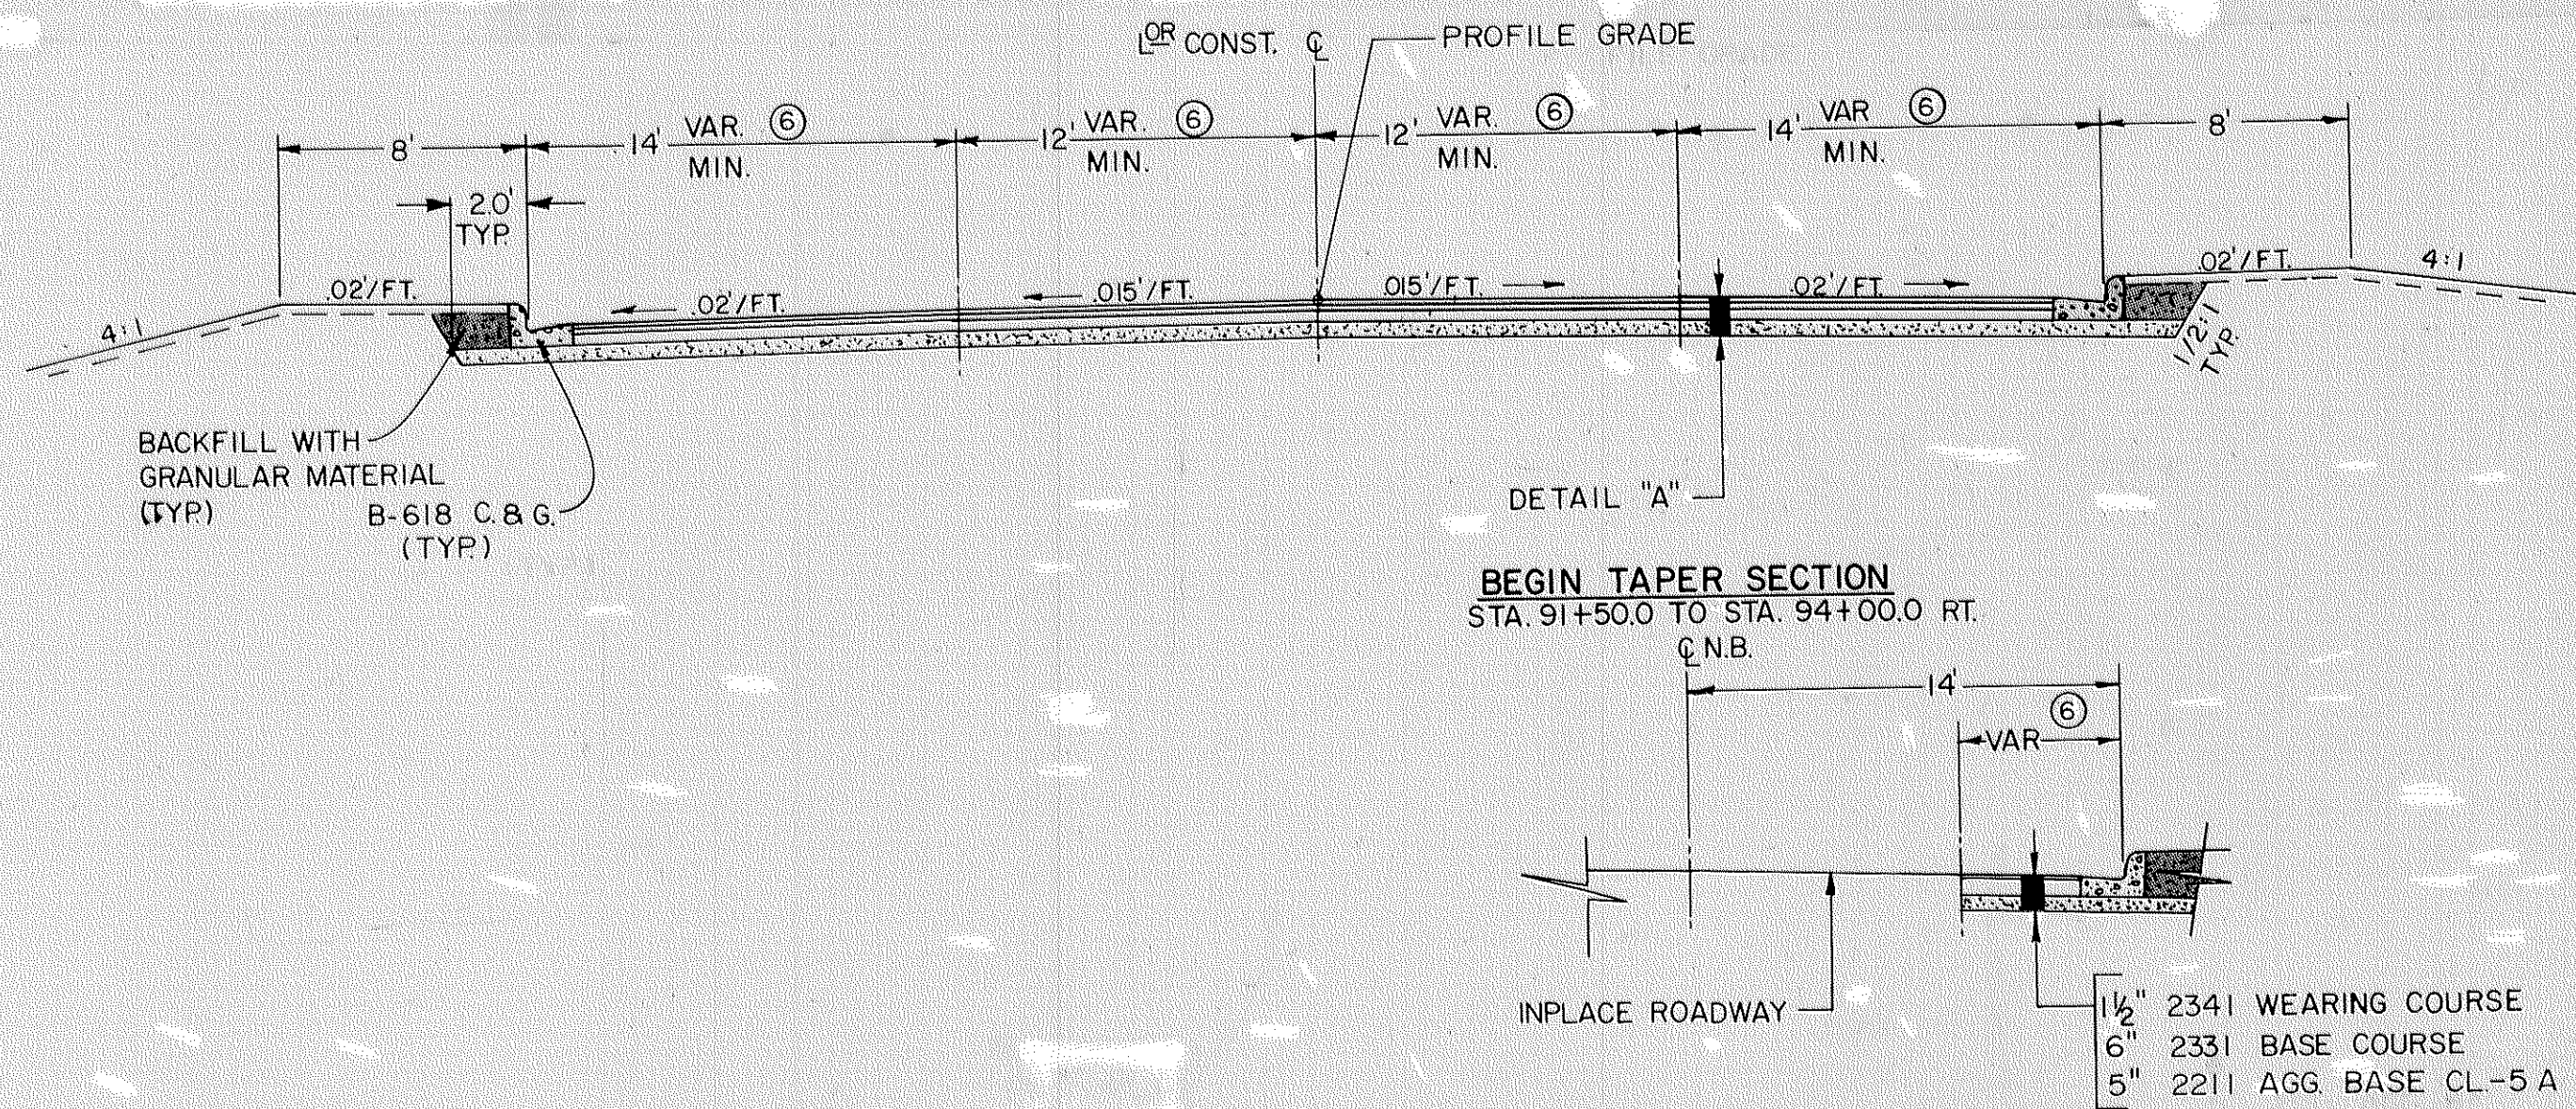 LOR CONST. ℄
PROFILE GRADE
8'
14' VAR. ⑥
MIN.
12' VAR. ⑥
MIN.
12' VAR. ⑥
MIN.
14' VAR ⑥
MIN.
8'
2.0'
TYP.
4:1
.02'/FT.
.02'/FT.
.015'/FT.
.015'/FT.
.02'/FT.
.02'/FT.
4:1
1/2:1
TYP.
BACKFILL WITH
GRANULAR MATERIAL
(TYP.)
B-618 C. & G.
(TYP.)
DETAIL "A"
BEGIN TAPER SECTION
STA. 91+50.0 TO STA. 94+00.0 RT.
℄ N.B.
14'
⑥
VAR
INPLACE ROADWAY
1½" 2341 WEARING COURSE
6" 2331 BASE COURSE
5" 2211 AGG. BASE CL-5 A